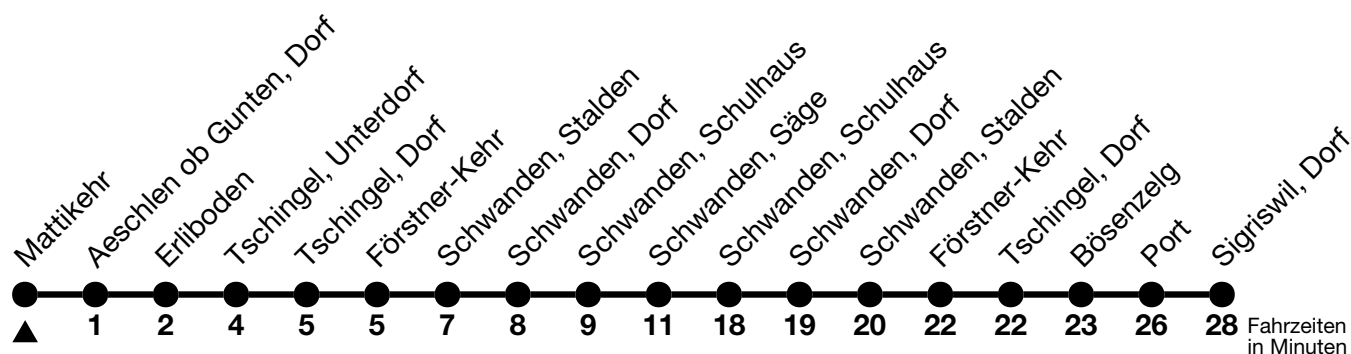 Mattikehr
Aeschlen ob Gunten, Dorf
Erliboden
Tschingel, Unterdorf
Tschingel, Dorf
Förstner-Kehr
Schwanden, Stalden
Schwanden, Dorf
Schwanden, Schulhaus
Schwanden, Säge
Schwanden, Schulhaus
Schwanden, Dorf
Schwanden, Stalden
Förstner-Kehr
Tschingel, Dorf
Bösenzelg
Port
Sigriswil, Dorf
1 2 4 5 5 7 8 9 11 18 19 20 22 22 23 26 28 Fahrzeiten
in Minuten